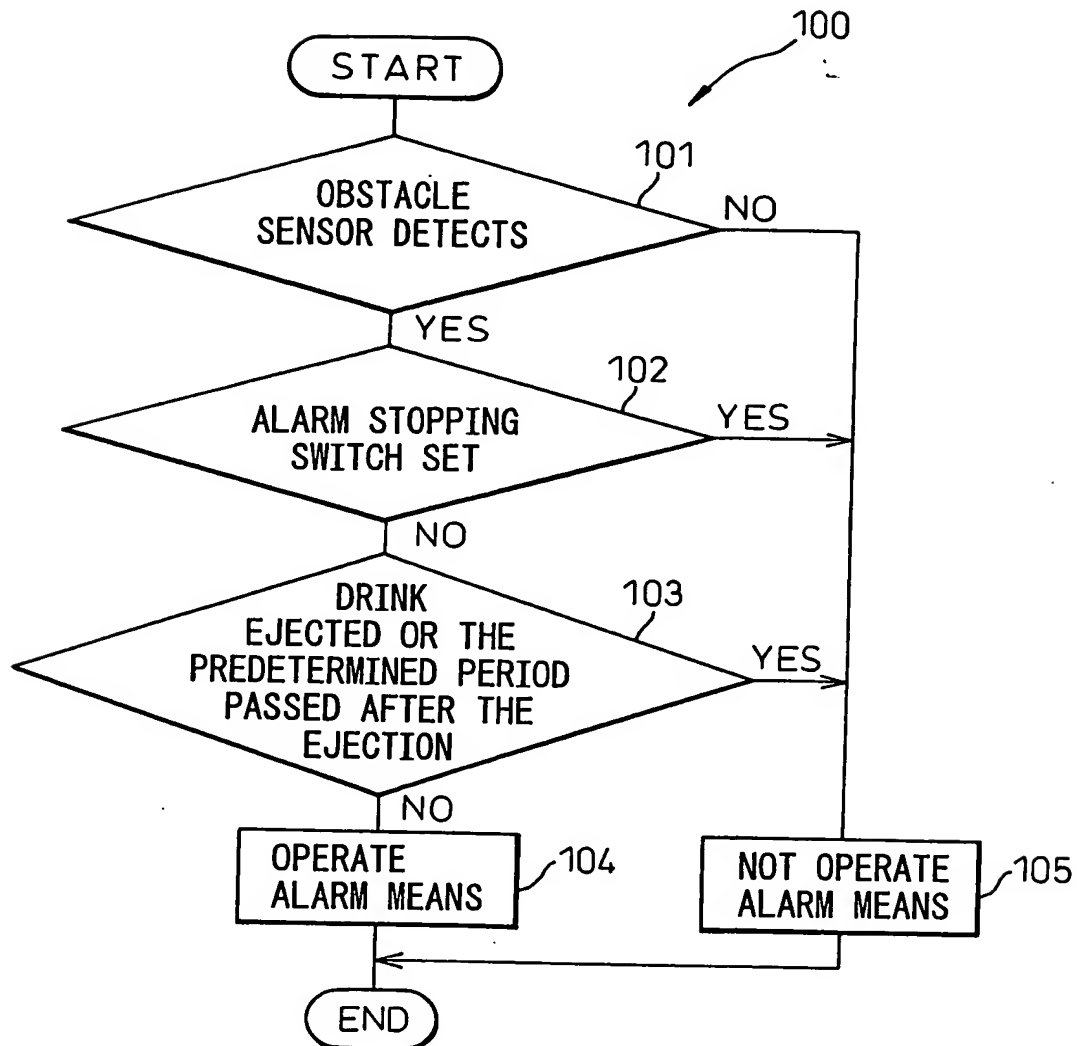 100
START
101
OBSTACLE
SENSOR DETECTS
NO
YES
102
ALARM STOPPING
SWITCH SET
YES
NO
103
DRINK
EJECTED OR THE
PREDETERMINED PERIOD
PASSED AFTER THE
EJECTION
YES
NO
OPERATE
ALARM MEANS
104
NOT OPERATE
ALARM MEANS
105
END